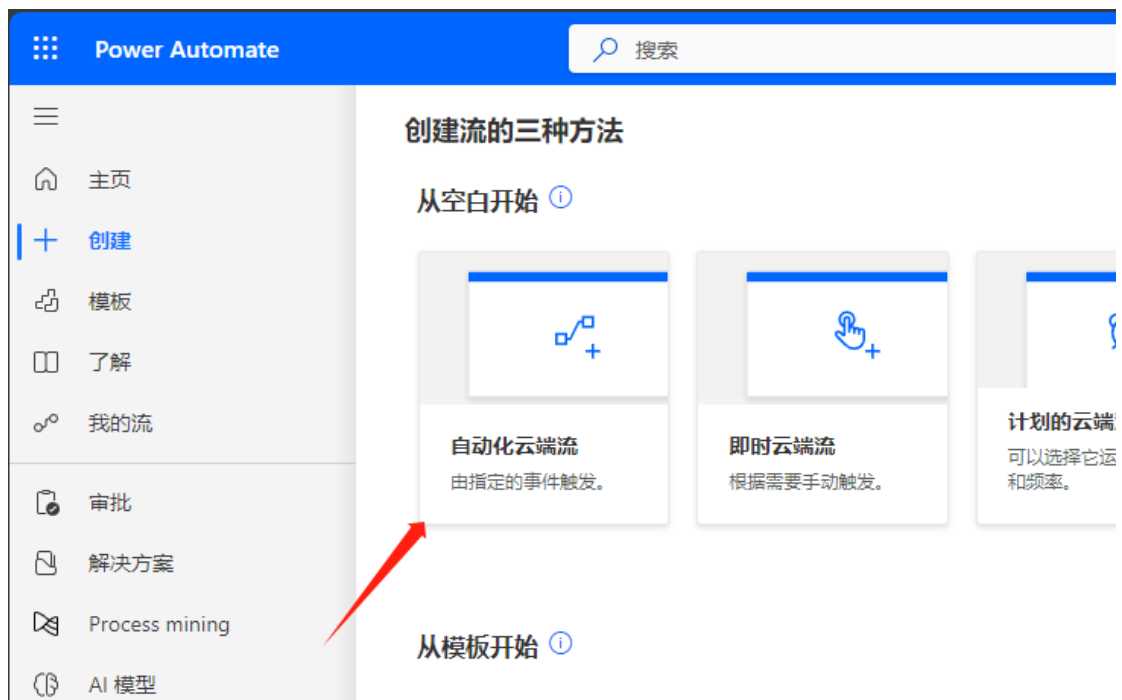 Power Automate
搜索
主页
创建
模板
了解
我的流
审批
解决方案
Process mining
AI 模型
创建流的三种方法
从空白开始
自动化云端流
由指定的事件触发。
即时云端流
根据需要手动触发。
计划的云端
可以选择它运
和频率。
从模板开始